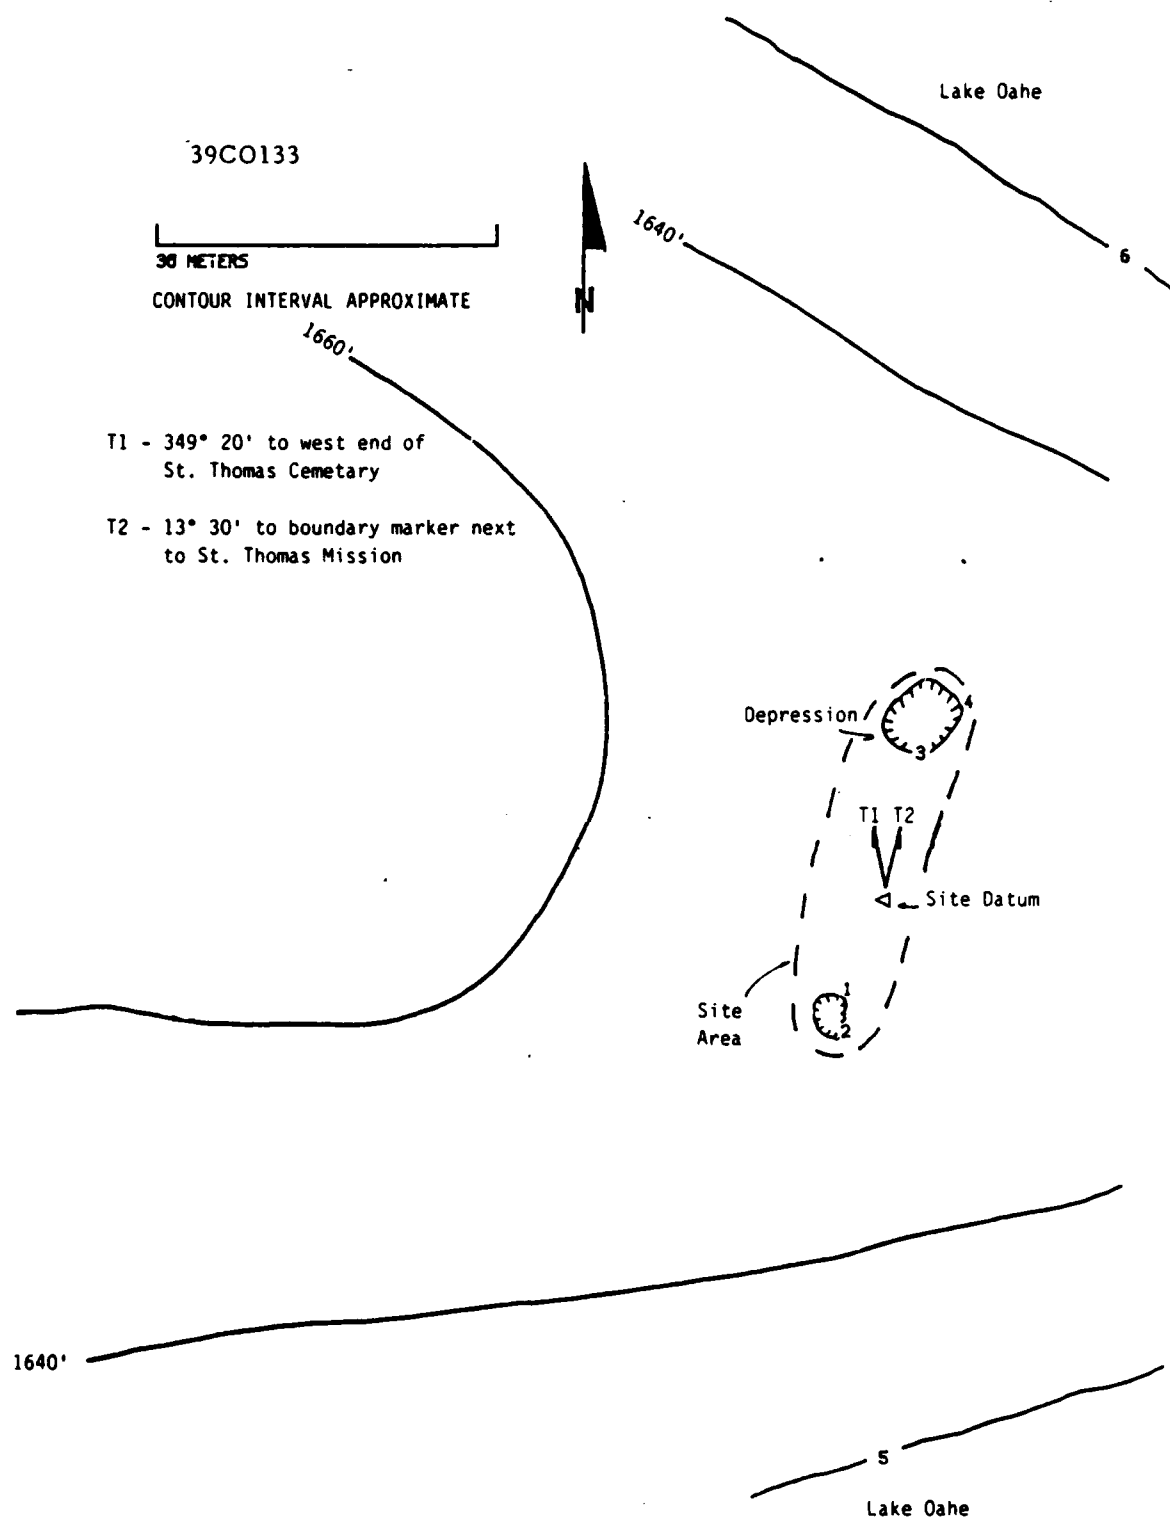 Lake Oahe
39CO133
30 METERS
CONTOUR INTERVAL APPROXIMATE
N
1640'
6
1660'
T1 - 349° 20' to west end of
St. Thomas Cemetary
T2 - 13° 30' to boundary marker next
to St. Thomas Mission
Depression
4
3
T1 T2
Site Datum
Site
Area
1
2
1640'
5
Lake Oahe